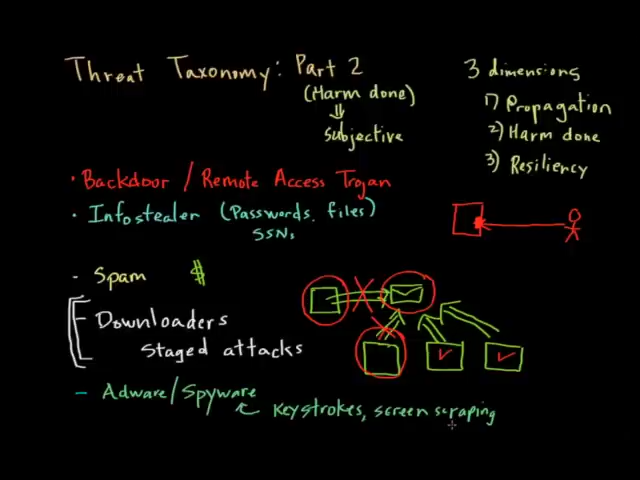 Threat Taxonomy: Part 2
(Harm done)
⇓
Subjective
3 dimensions
1) Propagation
2) Harm done
3) Resiliency
• Backdoor / Remote Access Trojan
• Infostealer (Passwords, files)
SSNs
- Spam $
Downloaders
Staged attacks
- Adware/Spyware
Keystrokes, screen scraping